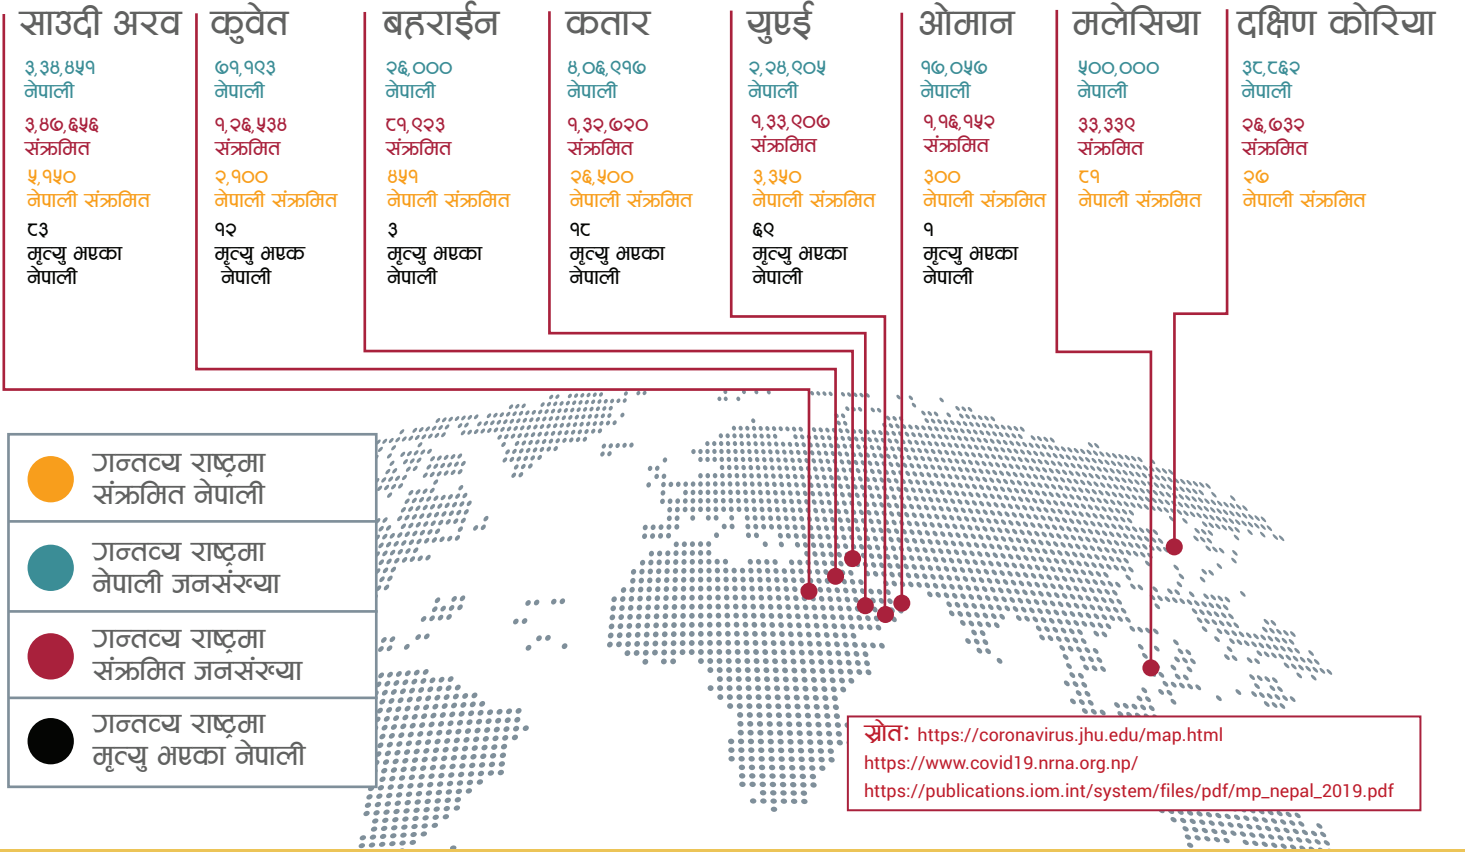 साउदी अरव
३,३४,४५१
नेपाली
३,४७,६५६
संक्रमित
५,१५०
नेपाली संक्रमित
८३
मृत्यु भएका
नेपाली
कुवेत
७१,१९३
नेपाली
१,२६,५३४
संक्रमित
२,१००
नेपाली संक्रमित
१२
मृत्यु भएक
नेपाली
बहराईन
२६,०००
नेपाली
८१,९२३
संक्रमित
४५१
नेपाली संक्रमित
३
मृत्यु भएका
नेपाली
कतार
४,०६,९१७
नेपाली
१,३२,७२०
संक्रमित
२६,५००
नेपाली संक्रमित
१८
मृत्यु भएका
नेपाली
युएई
२,२४,९०५
नेपाली
१,३३,९०७
संक्रमित
३,३५०
नेपाली संक्रमित
६९
मृत्यु भएका
नेपाली
ओमान
१७,०५७
नेपाली
१,१६,१५२
संक्रमित
३००
नेपाली संक्रमित
१
मृत्यु भएका
नेपाली
मलेसिया
५००,०००
नेपाली
३३,३३९
संक्रमित
८१
नेपाली संक्रमित
दक्षिण कोरिया
३८,८६२
नेपाली
२६,७३२
संक्रमित
२७
नेपाली संक्रमित
गन्तव्य राष्ट्रमा
संक्रमित नेपाली
गन्तव्य राष्ट्रमा
नेपाली जनसंख्या
गन्तव्य राष्ट्रमा
संक्रमित जनसंख्या
गन्तव्य राष्ट्रमा
मृत्यु भएका नेपाली
स्रोत: https://coronavirus.jhu.edu/map.html
https://www.covid19.nrna.org.np/
https://publications.iom.int/system/files/pdf/mp_nepal_2019.pdf